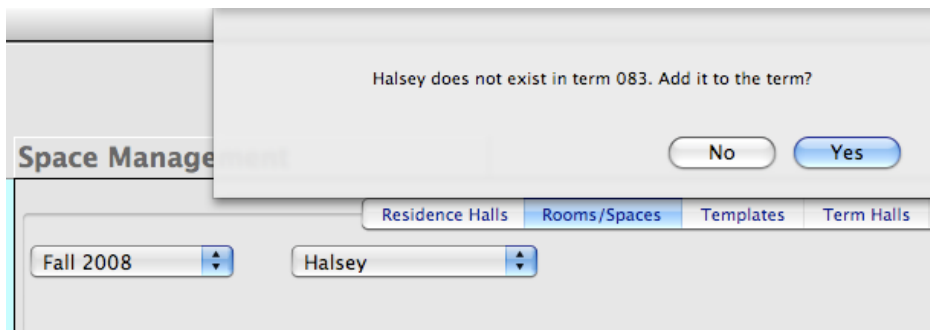 Halsey does not exist in term 083. Add it to the term?
No Yes
Space Management
Residence Halls Rooms/Spaces Templates Term Halls
Fall 2008 Halsey